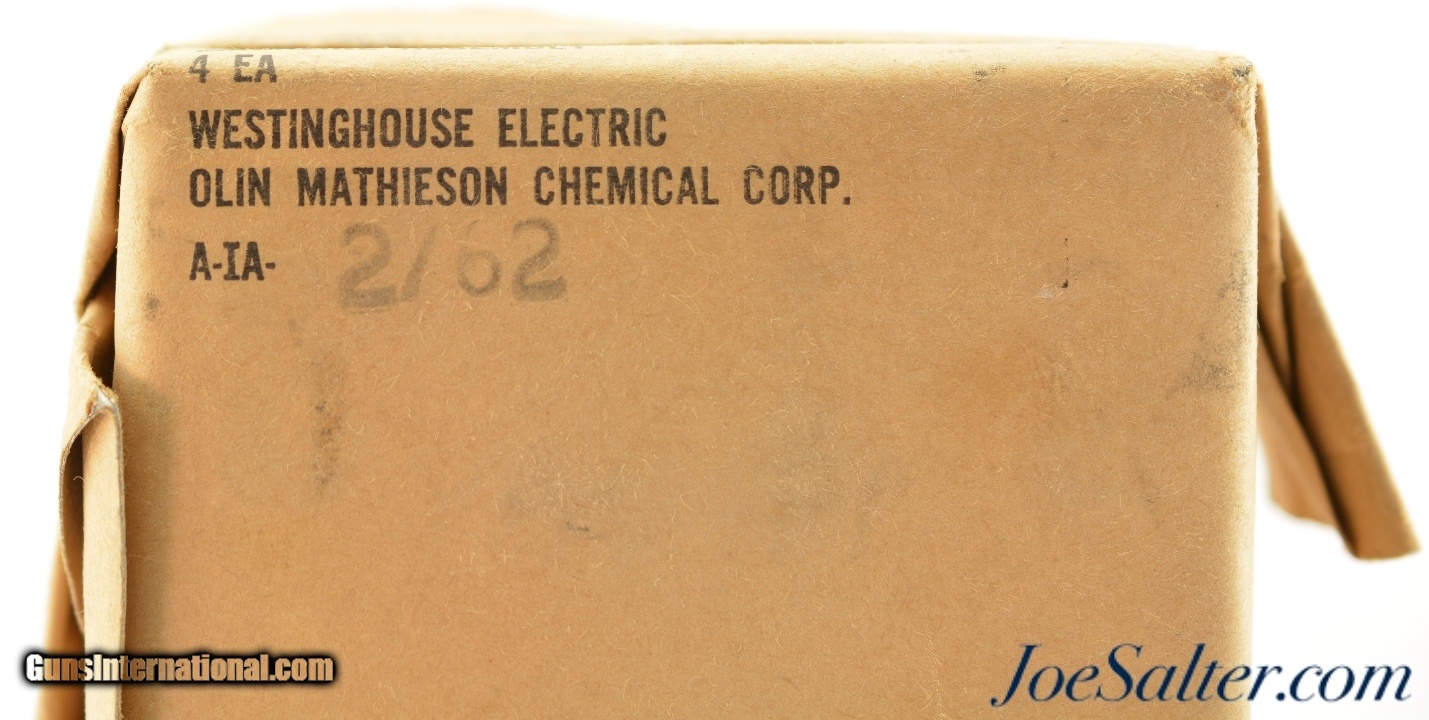 4 EA
WESTINGHOUSE ELECTRIC
OLIN MATHIESON CHEMICAL CORP.
A-IA- 2/62
GunsInternational.com
JoeSalter.com